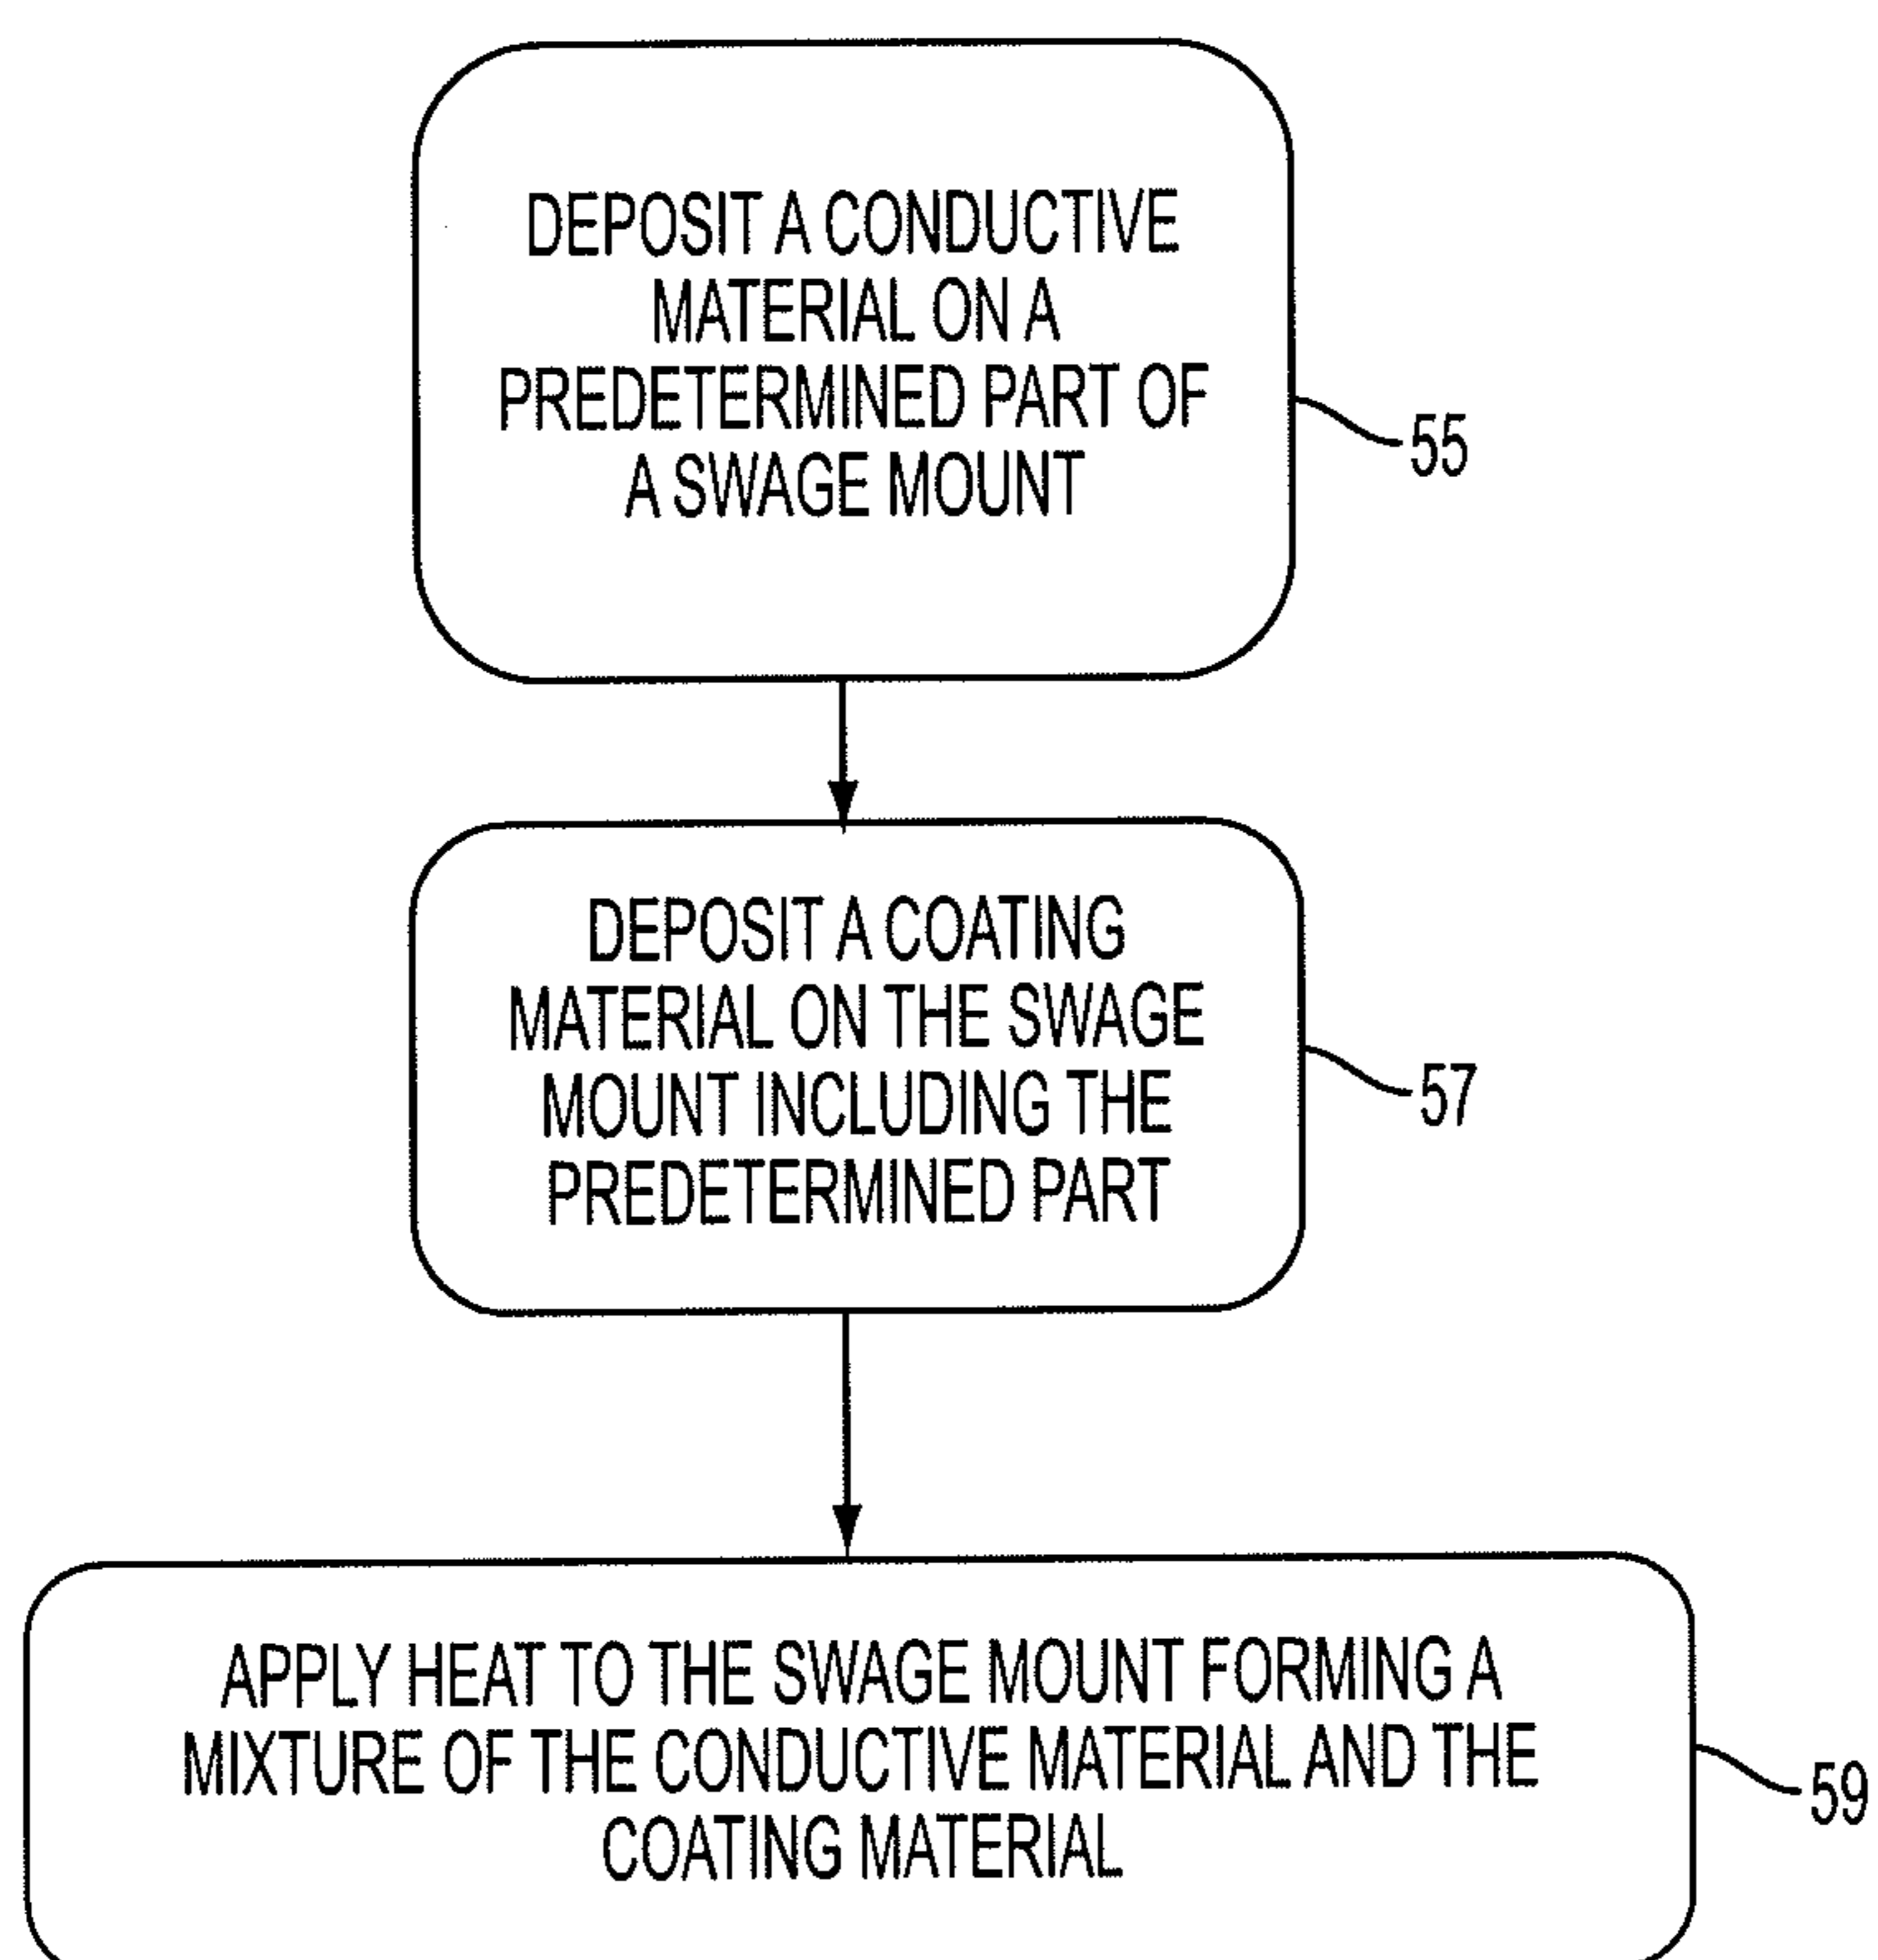 DEPOSIT A CONDUCTIVE
MATERIAL ON A
PREDETERMINED PART OF
A SWAGE MOUNT
55
DEPOSIT A COATING
MATERIAL ON THE SWAGE
MOUNT INCLUDING THE
PREDETERMINED PART
57
APPLY HEAT TO THE SWAGE MOUNT FORMING A
MIXTURE OF THE CONDUCTIVE MATERIAL AND THE
COATING MATERIAL
59